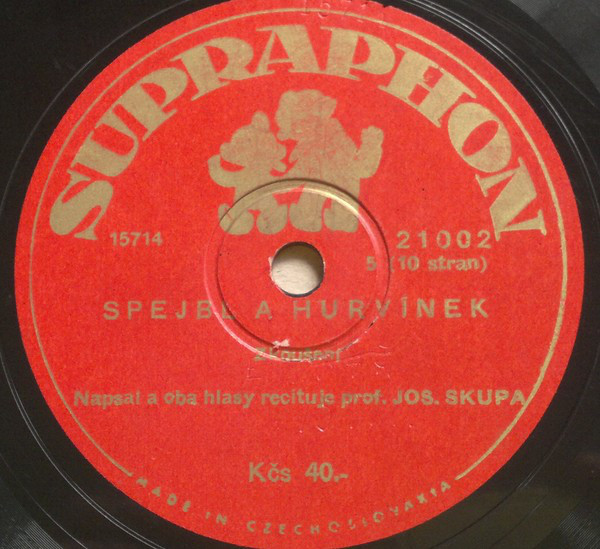 SUPRAPHON
15714
21002
5 (10 stran)
SPEJBL A HURVÍNEK
Zkoušení
Napsal a oba hlasy recituje prof. JOS. SKUPA
Kčs 40.-
MADE IN CZECHOSLOVAKIA